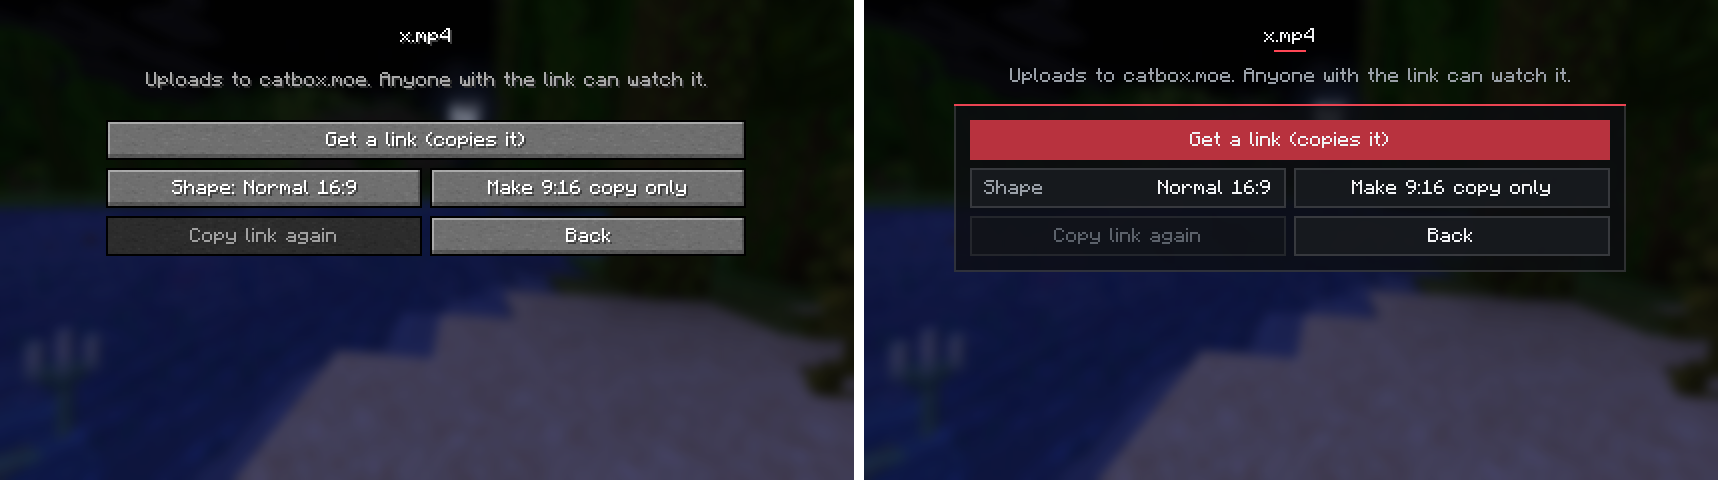 x.mp4
Uploads to catbox.moe. Anyone with the link can watch it.
Get a link (copies it)
Shape: Normal 16:9
Make 9:16 copy only
Copy link again
Back
x.mp4
Uploads to catbox.moe. Anyone with the link can watch it.
Get a link (copies it)
Shape Normal 16:9
Make 9:16 copy only
Copy link again
Back